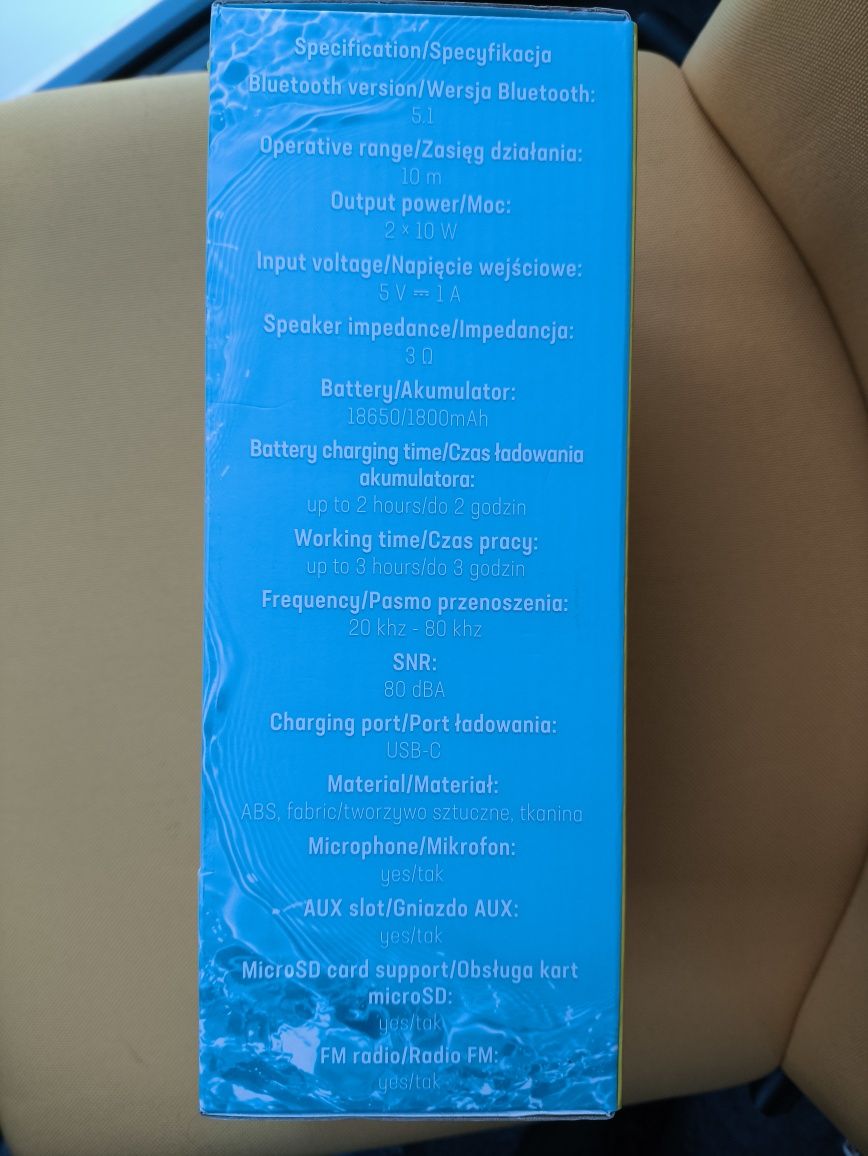 Specification/Specyfikacja
Bluetooth version/Wersja Bluetooth:
5.1
Operative range/Zasięg działania:
10 m
Output power/Moc:
2 × 10 W
Input voltage/Napięcie wejściowe:
5 V ⎓ 1 A
Speaker impedance/Impedancja:
3 Ω
Battery/Akumulator:
18650/1800mAh
Battery charging time/Czas ładowania
akumulatora:
up to 2 hours/do 2 godzin
Working time/Czas pracy:
up to 3 hours/do 3 godzin
Frequency/Pasmo przenoszenia:
20 khz - 80 khz
SNR:
80 dBA
Charging port/Port ładowania:
USB-C
Material/Materiał:
ABS, fabric/tworzywo sztuczne, tkanina
Microphone/Mikrofon:
yes/tak
AUX slot/Gniazdo AUX:
yes/tak
MicroSD card support/Obsługa kart
microSD:
yes/tak
FM radio/Radio FM:
yes/tak